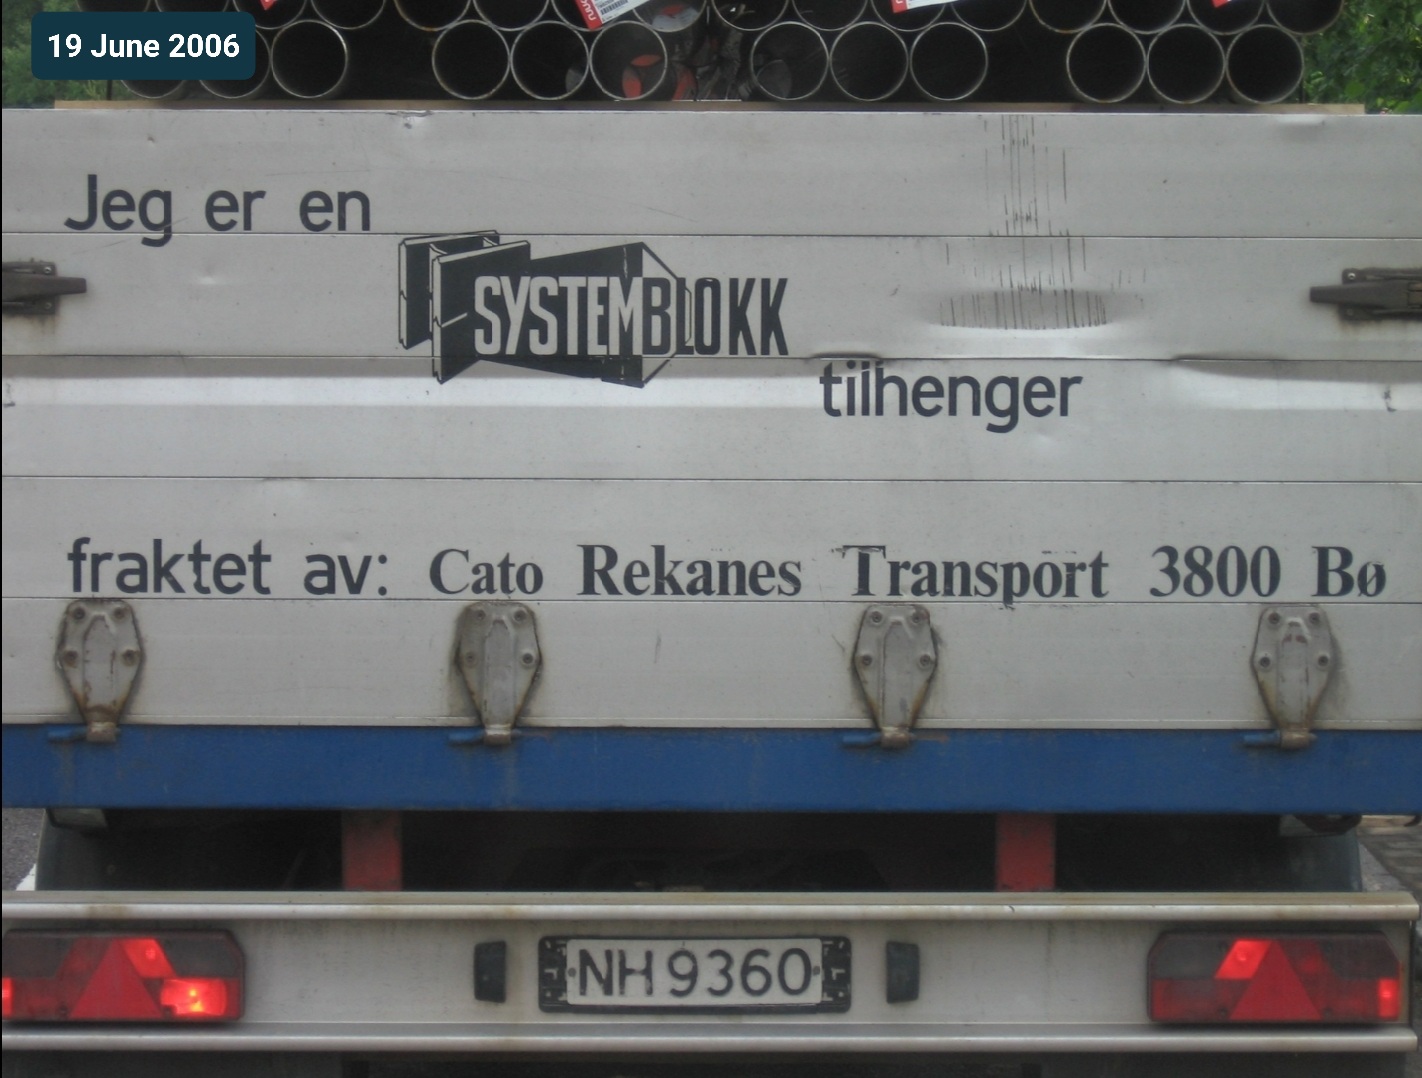 19 June 2006
Jeg er en
SYSTEMBLOKK
tilhenger
fraktet av: Cato Rekanes Transport 3800 Bø
NH 9360